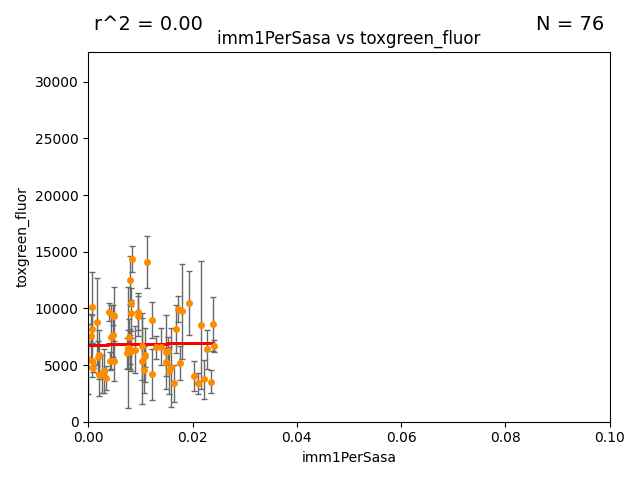 r^2 = 0.00
N = 76
imm1PerSasa vs toxgreen_fluor
30000
25000
20000
15000
10000
5000
0
toxgreen_fluor
0.00
0.02
0.04
0.06
0.08
0.10
imm1PerSasa